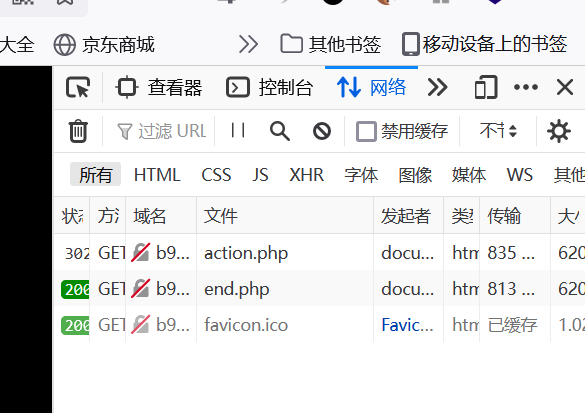 大全 京东商城 其他书签 移动设备上的书签
查看器 控制台 网络
过滤 URL 禁用缓存 不节
所有 HTML CSS JS XHR 字体 图像 媒体 WS 其他
状态 方法 域名 文件 发起者 类型 传输 大小
302 GET b9... action.php docu... htm 835 ... 620
200 GET b9... end.php docu... htm 813 ... 620
200 GET b9... favicon.ico Favic... htm 已缓存 1.02